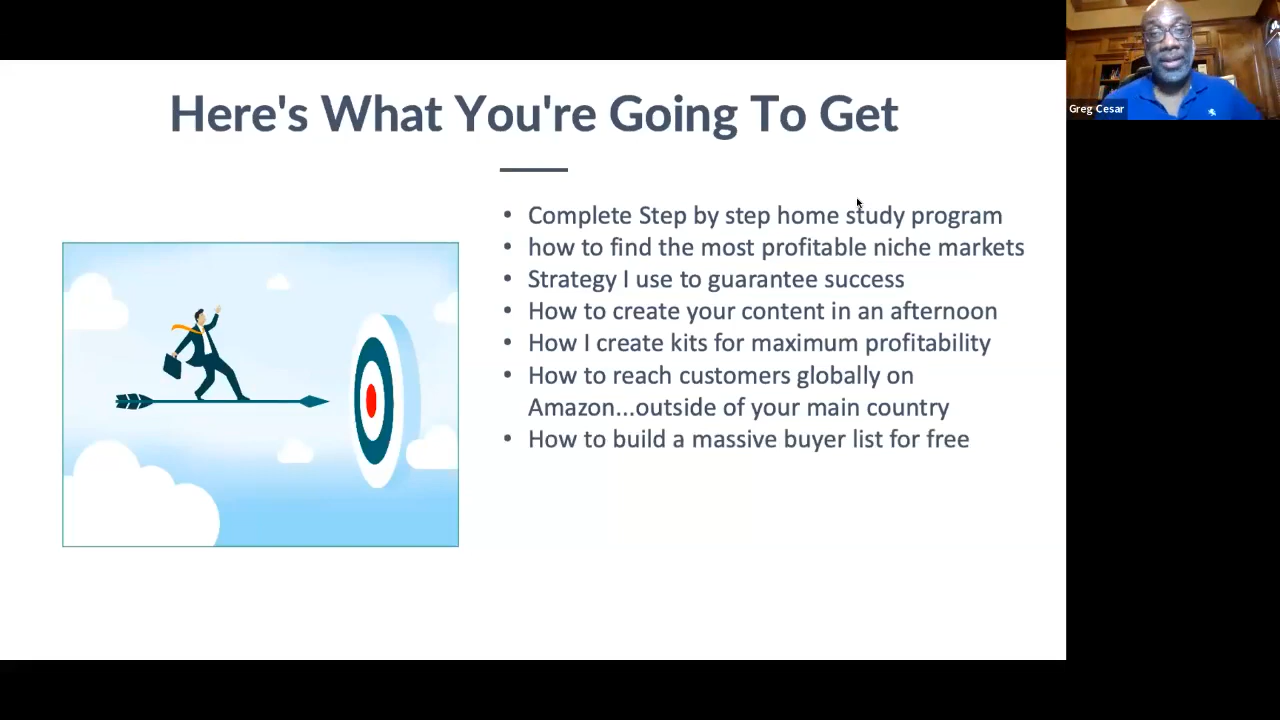 Here's What You're Going To Get
Greg Cesar
• Complete Step by step home study program
• how to find the most profitable niche markets
• Strategy I use to guarantee success
• How to create your content in an afternoon
• How I create kits for maximum profitability
• How to reach customers globally on
Amazon...outside of your main country
• How to build a massive buyer list for free